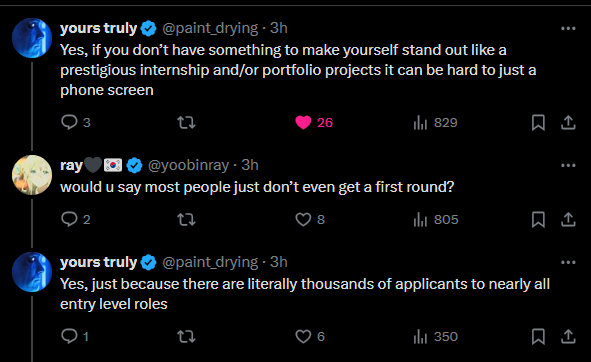 yours truly @paint_drying · 3h
Yes, if you don't have something to make yourself stand out like a
prestigious internship and/or portfolio projects it can be hard to just a
phone screen
3 26 829
ray🖤🇰🇷 @yoobinray · 3h
would u say most people just don't even get a first round?
2 8 805
yours truly @paint_drying · 3h
Yes, just because there are literally thousands of applicants to nearly all
entry level roles
1 6 350